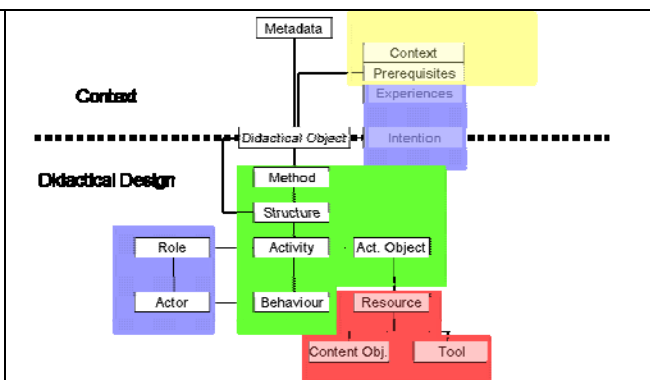 Metadata
Context
Prerequisites
Experiences
Context
Didactical Object
Intention
Didactical Design
Method
Structure
Role
Activity
Act. Object
Actor
Behaviour
Resource
Content Obj.
Tool